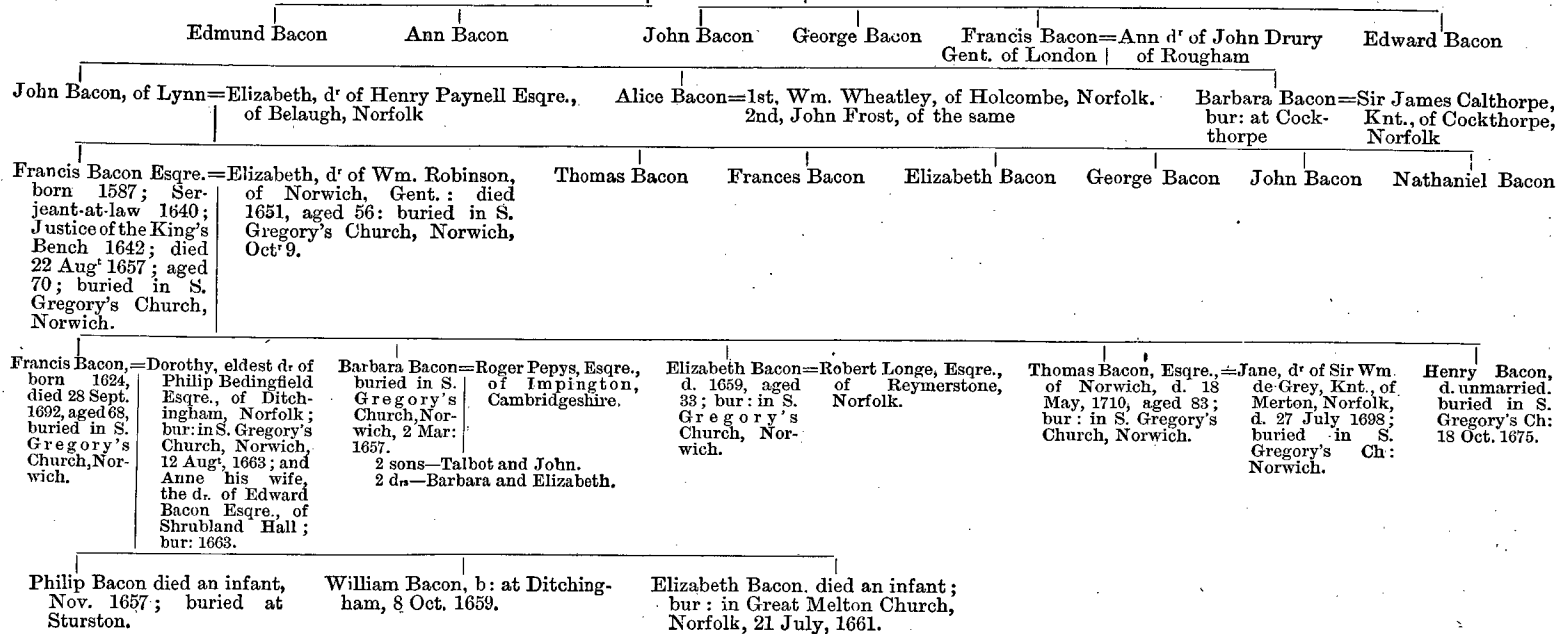 Edmund Bacon
Ann Bacon
John Bacon
George Bacon
Francis Bacon=Ann dʳ of John Drury
Gent. of London | of Rougham
Edward Bacon
John Bacon, of Lynn=Elizabeth, dʳ of Henry Paynell Esqre.,
of Belaugh, Norfolk
Alice Bacon=1st, Wm. Wheatley, of Holcombe, Norfolk.
2nd, John Frost, of the same
Barbara Bacon=Sir James Calthorpe,
bur: at Cock- Knt., of Cockthorpe,
thorpe Norfolk
Francis Bacon Esqre.=Elizabeth, dʳ of Wm. Robinson,
born 1587; Ser- of Norwich, Gent.: died
jeant-at-law 1640; 1651, aged 56: buried in S.
Justice of the King's Gregory's Church, Norwich,
Bench 1642; died Octʳ 9.
22 Augᵗ 1657; aged
70; buried in S.
Gregory's Church,
Norwich.
Thomas Bacon
Frances Bacon
Elizabeth Bacon
George Bacon
John Bacon
Nathaniel Bacon
Francis Bacon,=Dorothy, eldest dr. of
born 1624, Philip Bedingfield
died 28 Sept. Esqre., of Ditch-
1692, aged 68, ingham, Norfolk;
buried in S. bur: in S. Gregory's
Gregory's Church, Norwich,
Church, Nor- 12 Augᵗ, 1663; and
wich. Anne his wife,
the dr. of Edward
Bacon Esqre., of
Shrubland Hall;
bur: 1663.
Barbara Bacon=Roger Pepys, Esqre.,
buried in S. of Impington,
Gregory's Cambridgeshire.
Church, Nor-
wich, 2 Mar:
1657.
2 sons—Talbot and John.
2 drs—Barbara and Elizabeth.
Elizabeth Bacon=Robert Longe, Esqre.,
d. 1659, aged of Reymerstone,
33; bur: in S. Norfolk.
Gregory's
Church, Nor-
wich.
Thomas Bacon, Esqre.,=Jane, dʳ of Sir Wm.
of Norwich, d. 18 de Grey, Knt., of
May, 1710, aged 83; Merton, Norfolk,
bur: in S. Gregory's d. 27 July 1698;
Church, Norwich. buried in S.
Gregory's Ch:
Norwich.
Henry Bacon,
d. unmarried.
buried in S.
Gregory's Ch:
18 Oct. 1675.
Philip Bacon died an infant,
Nov. 1657; buried at
Sturston.
William Bacon, b: at Ditching-
ham, 8 Oct. 1659.
Elizabeth Bacon. died an infant;
bur: in Great Melton Church,
Norfolk, 21 July, 1661.